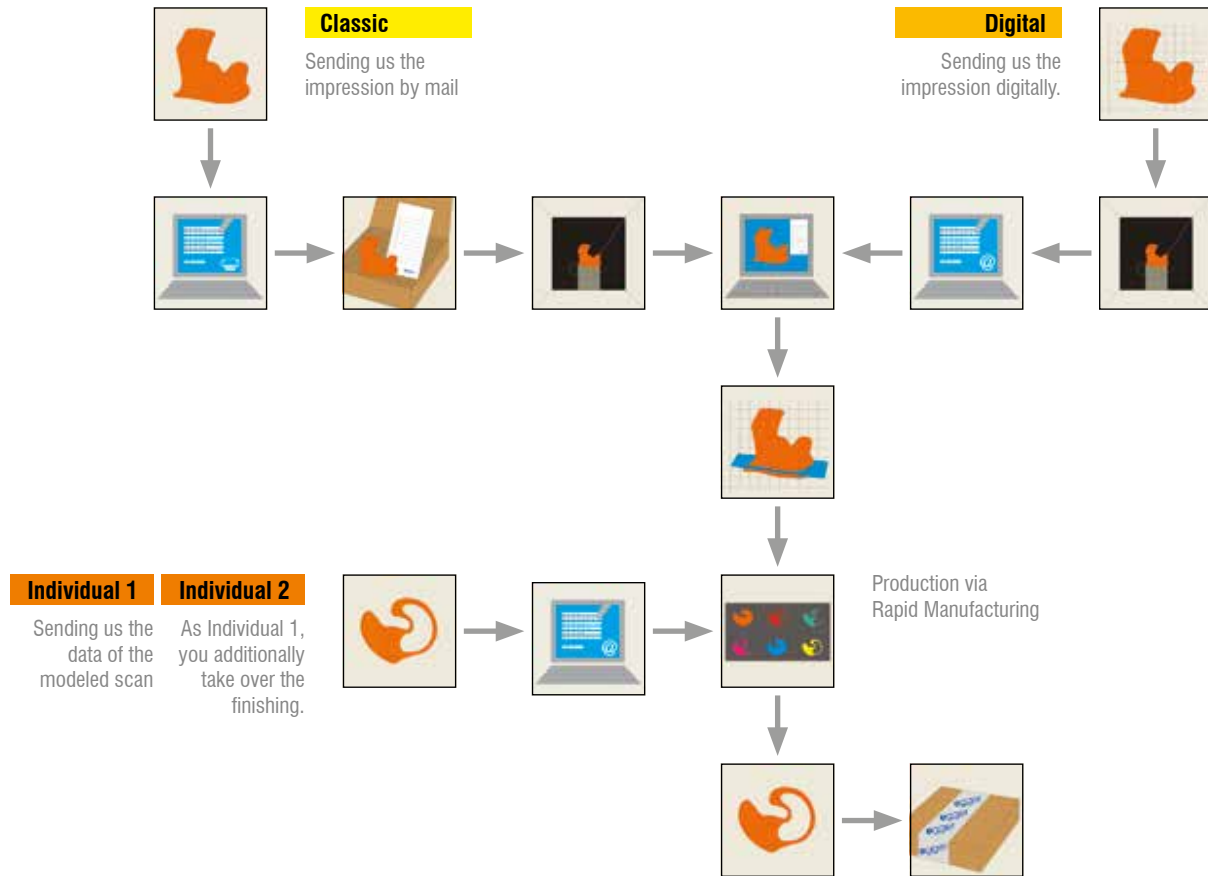 Classic
Sending us the
impression by mail
Digital
Sending us the
impression digitally.
@
Individual 1
Sending us the
data of the
modeled scan
Individual 2
As Individual 1,
you additionally
take over the
finishing.
@
Production via
Rapid Manufacturing